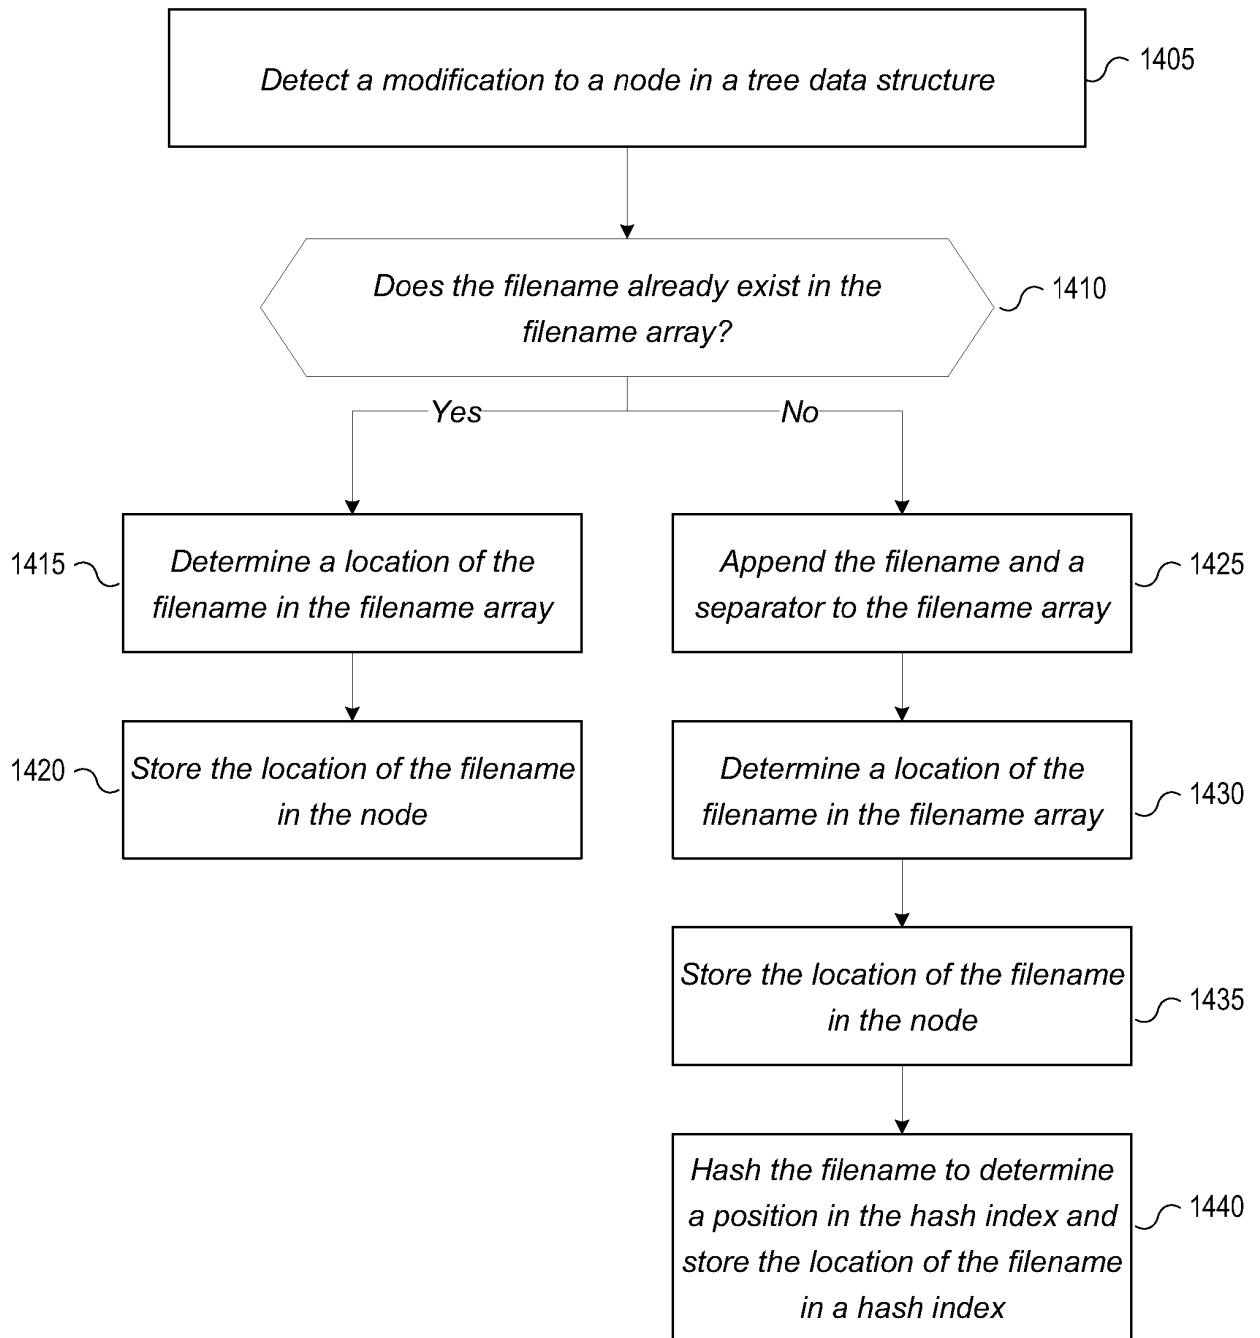 Detect a modification to a node in a tree data structure
1405
Does the filename already exist in the
filename array?
1410
Yes
No
1415
Determine a location of the
filename in the filename array
Append the filename and a
separator to the filename array
1425
1420
Store the location of the filename
in the node
Determine a location of the
filename in the filename array
1430
Store the location of the filename
in the node
1435
Hash the filename to determine
a position in the hash index and
store the location of the filename
in a hash index
1440